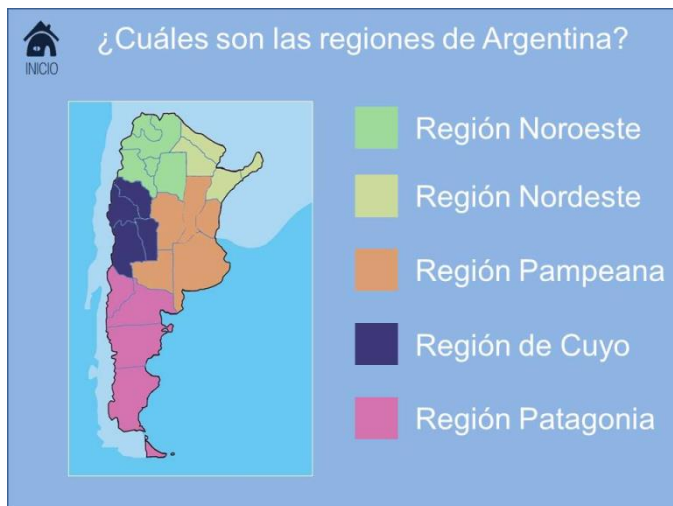 ¿Cuáles son las regiones de Argentina?
INICIO
Región Noroeste
Región Nordeste
Región Pampeana
Región de Cuyo
Región Patagonia